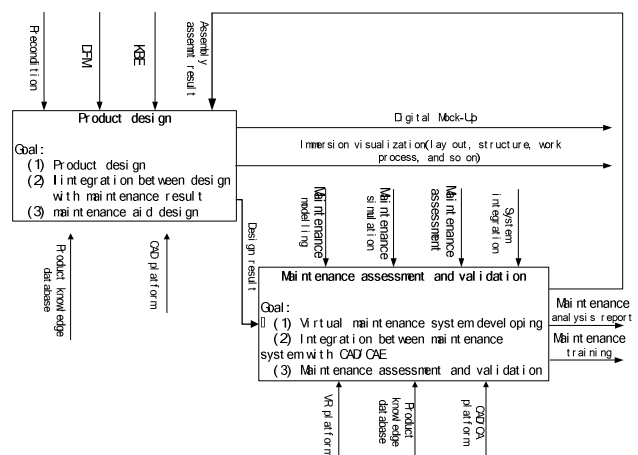 Precondition
DFM
KBE
Assembly
assemnt result
Product design
Goal:
(1) Product design
(2) Iintegration between design
with maintenance result
(3) maintenance aid design
Digital Mock-Up
Immersion visualization(lay out, structure, work
process, and so on)
Product knowledge
database
CAD platform
Design result
Maintenance
modelling
Maintenance
simulation
Maintenance
assessment
System
integration
Maintenance assessment and validation
Goal:
(1) Virtual maintenance system developing
(2) Integration between maintenance
system with CAD/CAE
(3) Maintenance assessment and validation
Maintenance
analysis report
Maintenance
training
VR platform
Product
knowledge
database
CAD/CA
platform